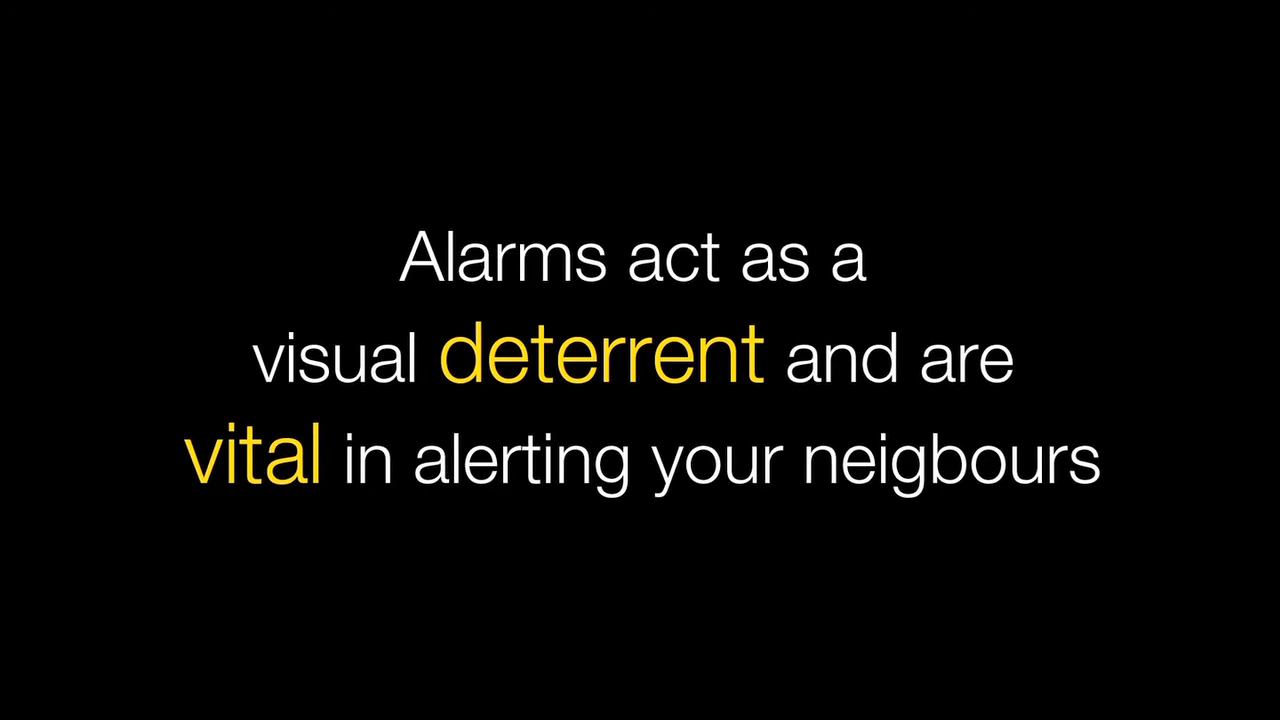 Alarms act as a
visual deterrent and are
vital in alerting your neigbours